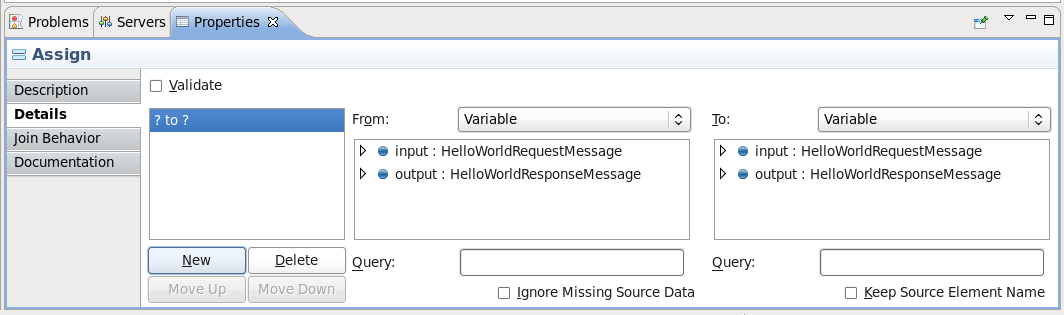 Problems Servers Properties
Assign
Validate
Description
Details
Join Behavior
Documentation
? to ?
From: Variable To: Variable
input : HelloWorldRequestMessage input : HelloWorldRequestMessage
output : HelloWorldResponseMessage output : HelloWorldResponseMessage
New Delete Query: Query:
Move Up Move Down Ignore Missing Source Data Keep Source Element Name